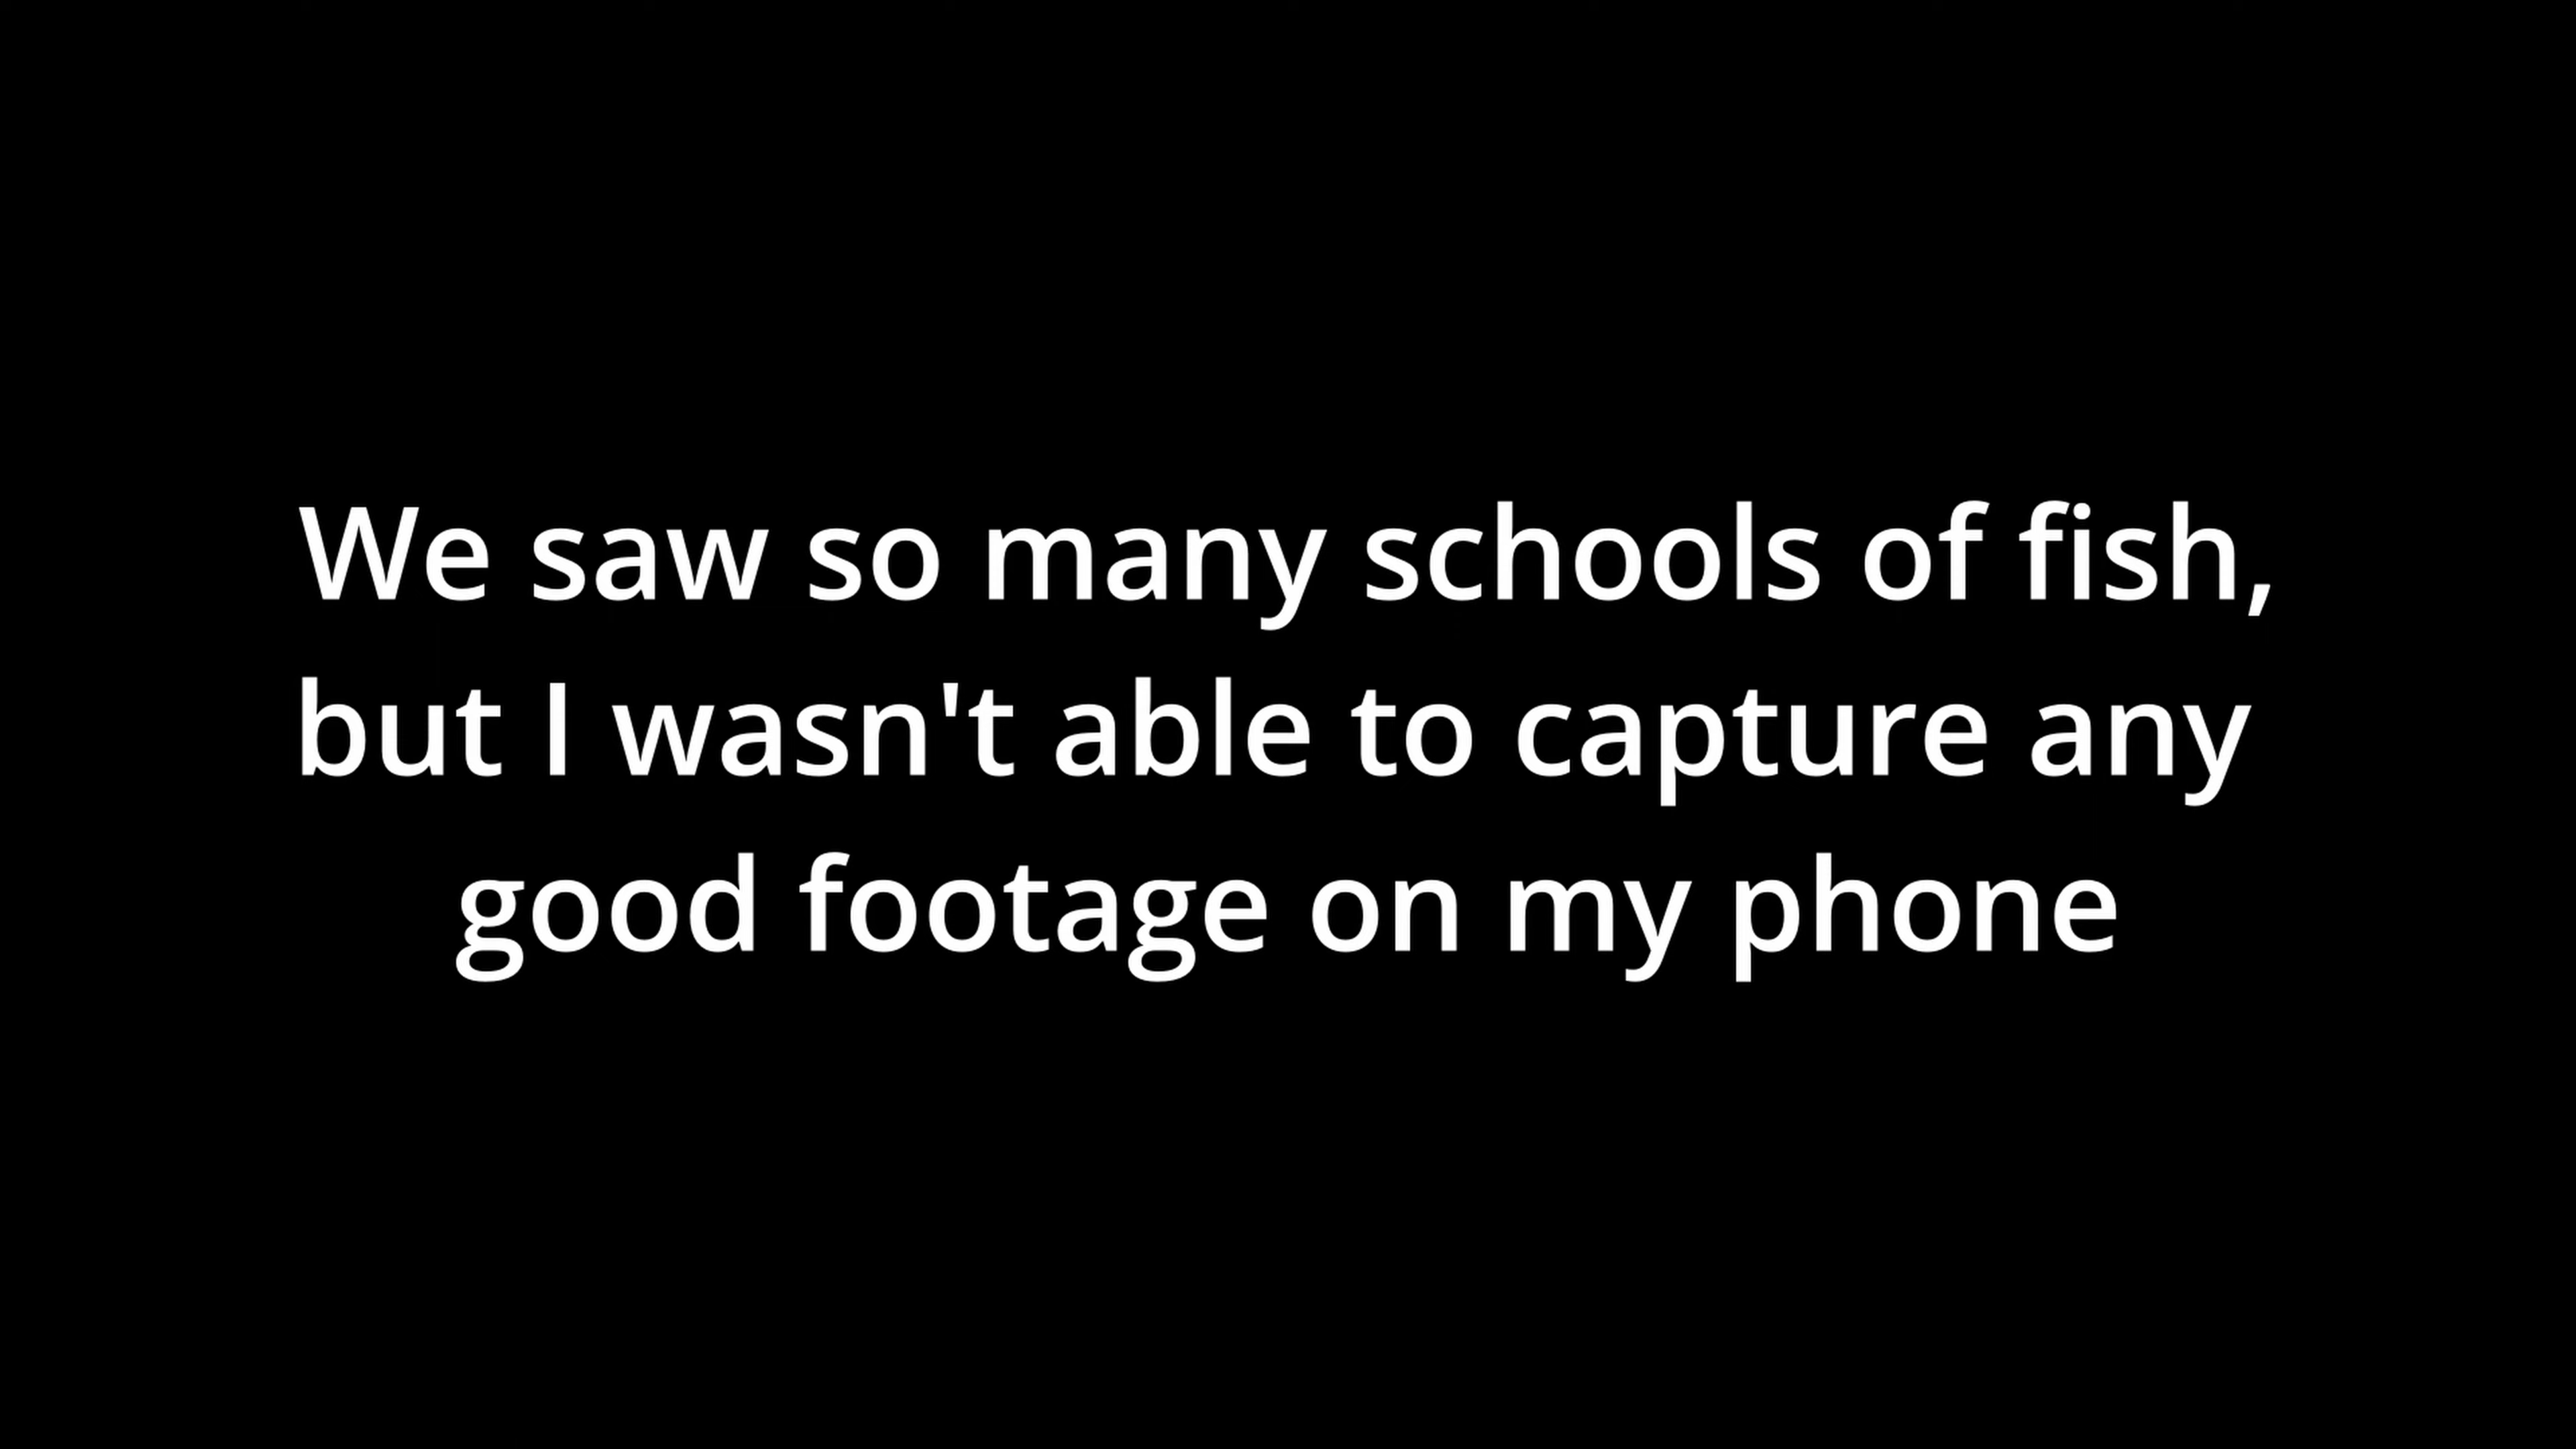 We saw so many schools of fish,
but I wasn't able to capture any
good footage on my phone